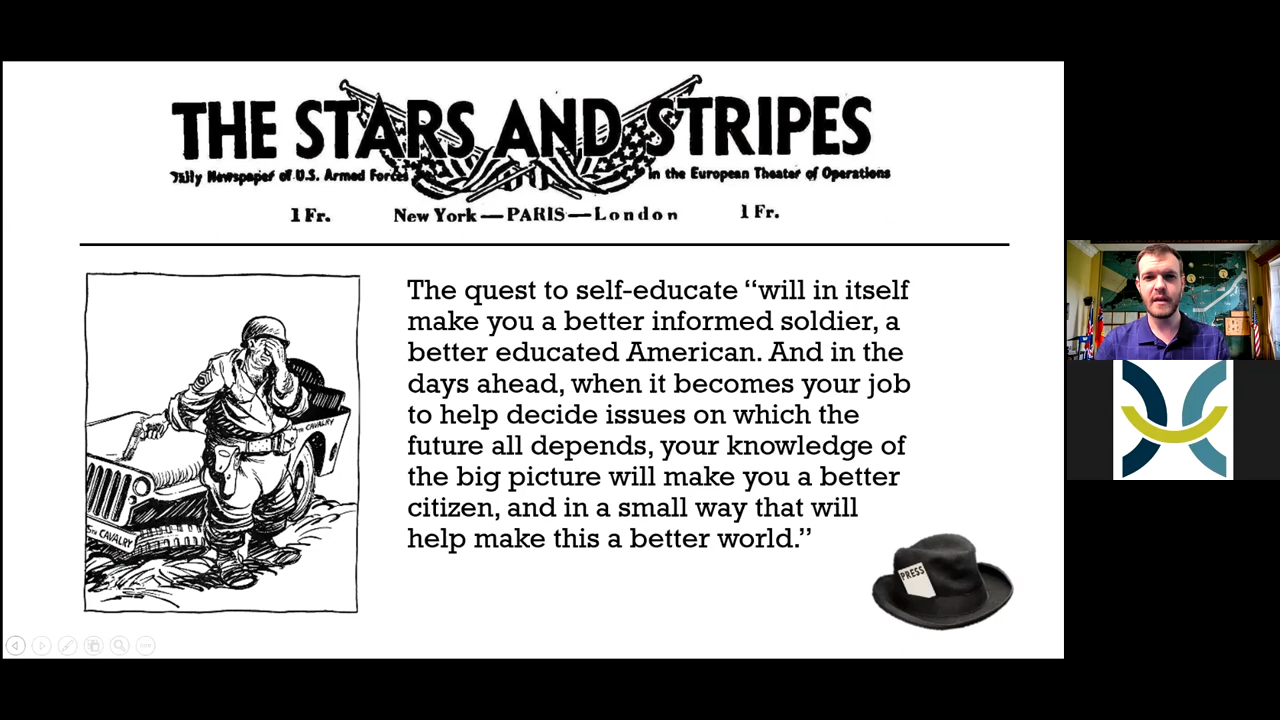 THE STARS AND STRIPES
Daily Newspaper of U.S. Armed Forces in the European Theater of Operations
1 Fr. New York — PARIS — London 1 Fr.
The quest to self-educate “will in itself
make you a better informed soldier, a
better educated American. And in the
days ahead, when it becomes your job
to help decide issues on which the
future all depends, your knowledge of
the big picture will make you a better
citizen, and in a small way that will
help make this a better world.”
CAVALRY
CAVALRY
PRESS